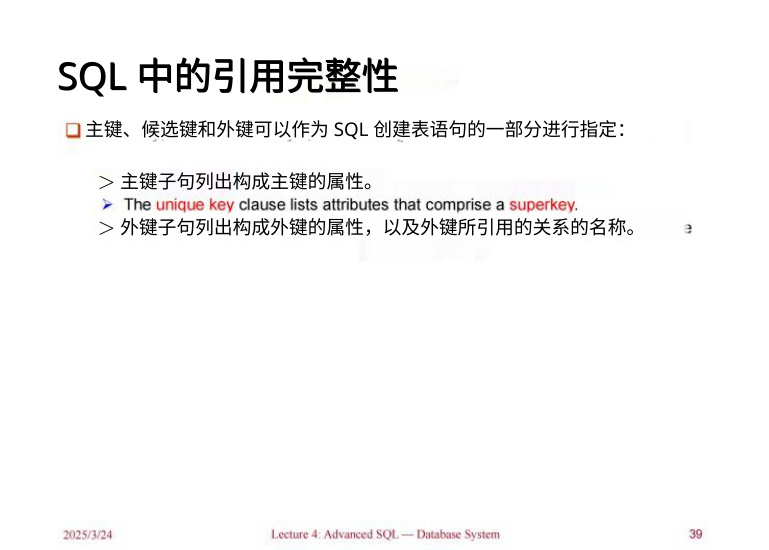 SQL 中的引用完整性
主键、候选键和外键可以作为 SQL 创建表语句的一部分进行指定：
> 主键子句列出构成主键的属性。
➢ The unique key clause lists attributes that comprise a superkey.
> 外键子句列出构成外键的属性，以及外键所引用的关系的名称。 e
2025/3/24 Lecture 4: Advanced SQL — Database System 39